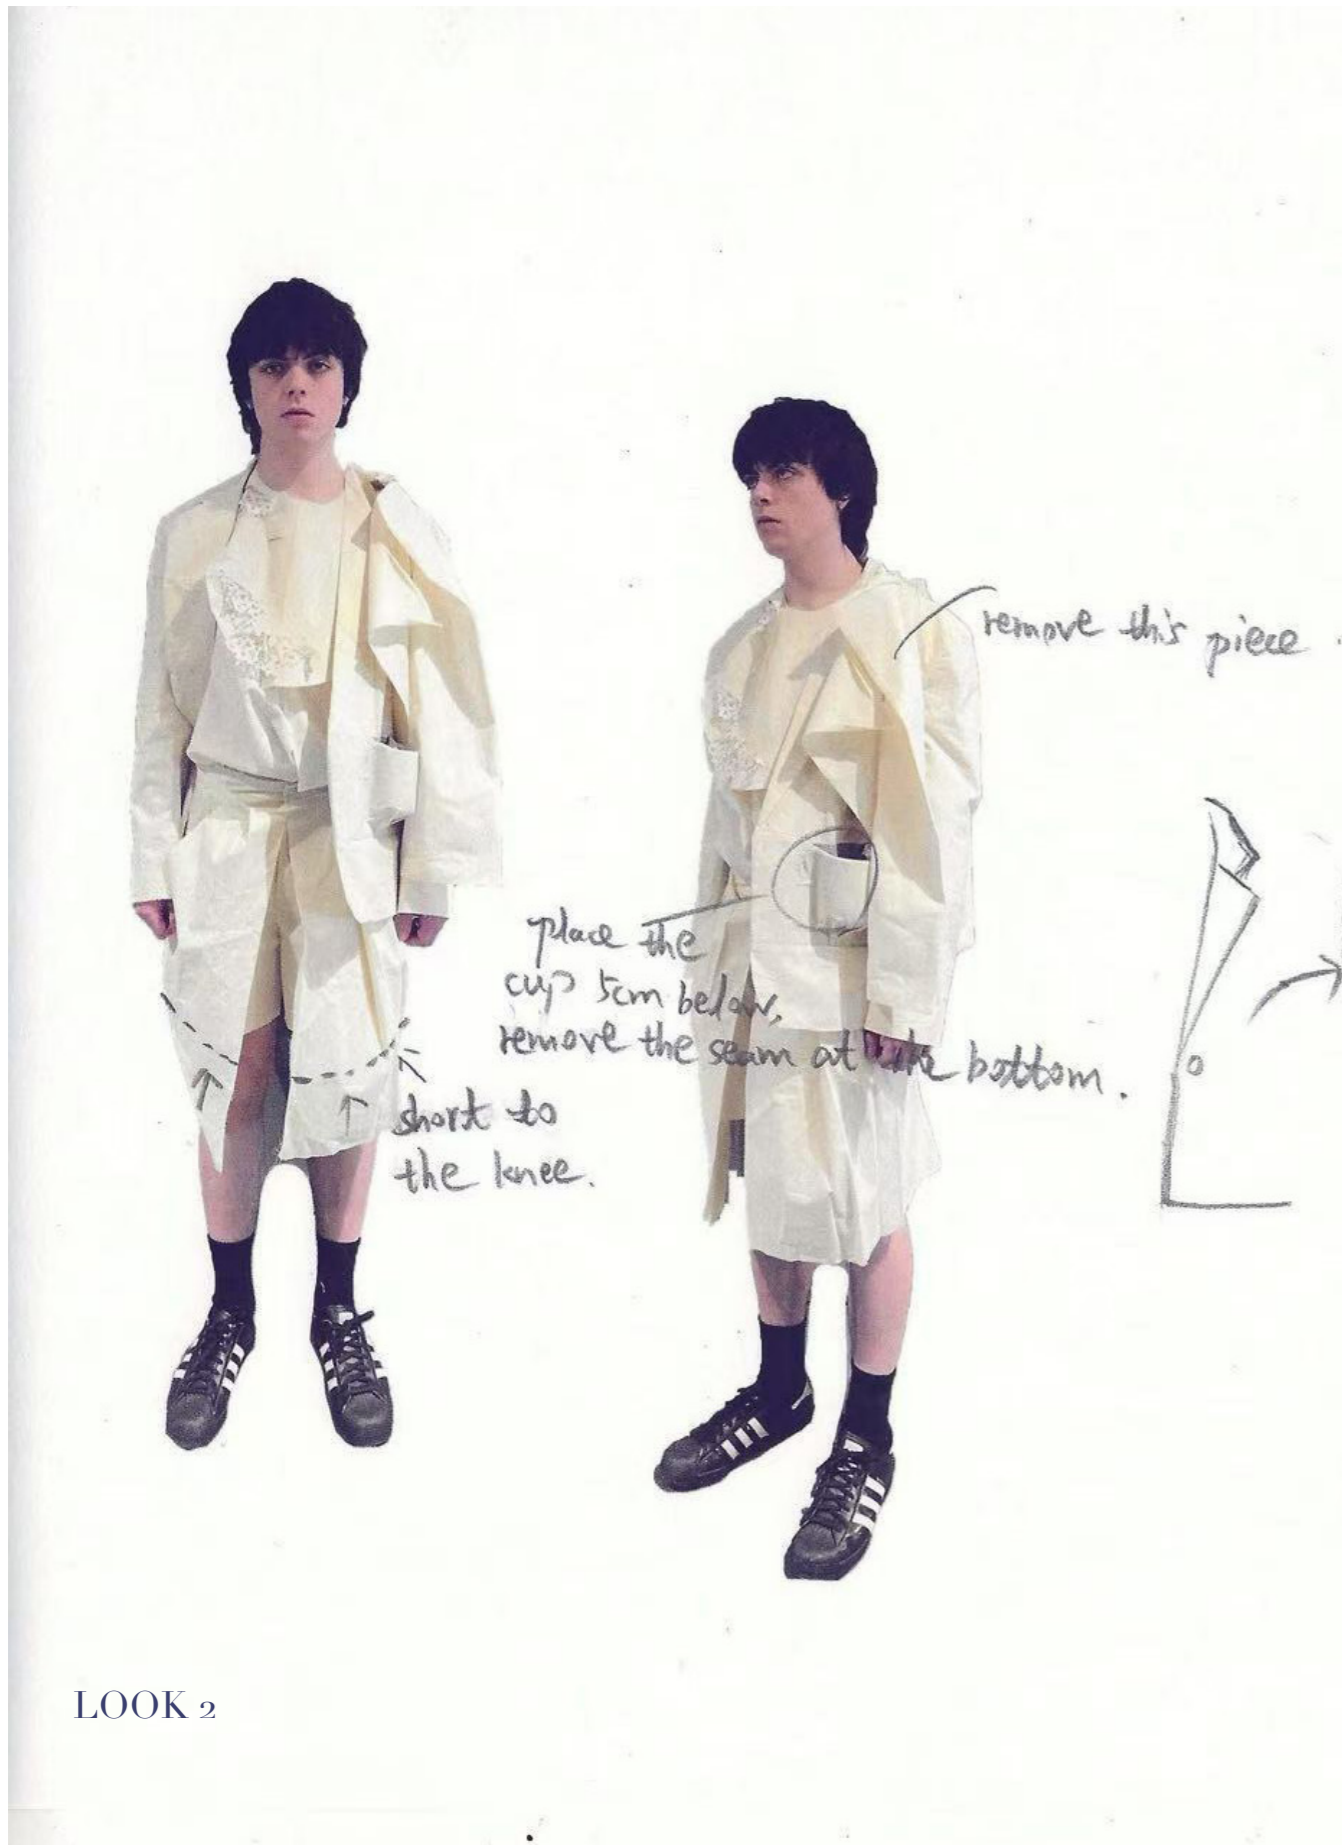 remove this piece.
place the
cup 5cm below,
remove the seam at the bottom.
short to
the knee.
LOOK 2